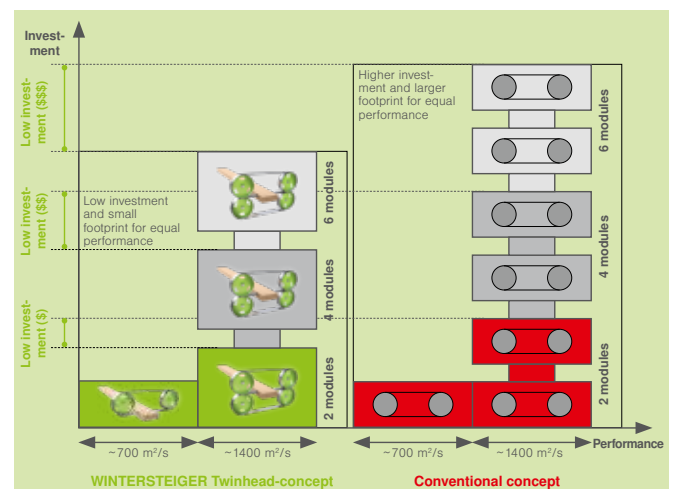 Invest-
ment
Low invest-
ment ($$$)
Low invest-
ment ($$)
Low invest-
ment ($)
Low investment
and small
footprint for equal
performance
6 modules
4 modules
2 modules
Higher invest-
ment and larger
footprint for equal
performance
6 modules
4 modules
2 modules
~700 m²/s
~1400 m²/s
~700 m²/s
~1400 m²/s
Performance
WINTERSTEIGER Twinhead-concept
Conventional concept